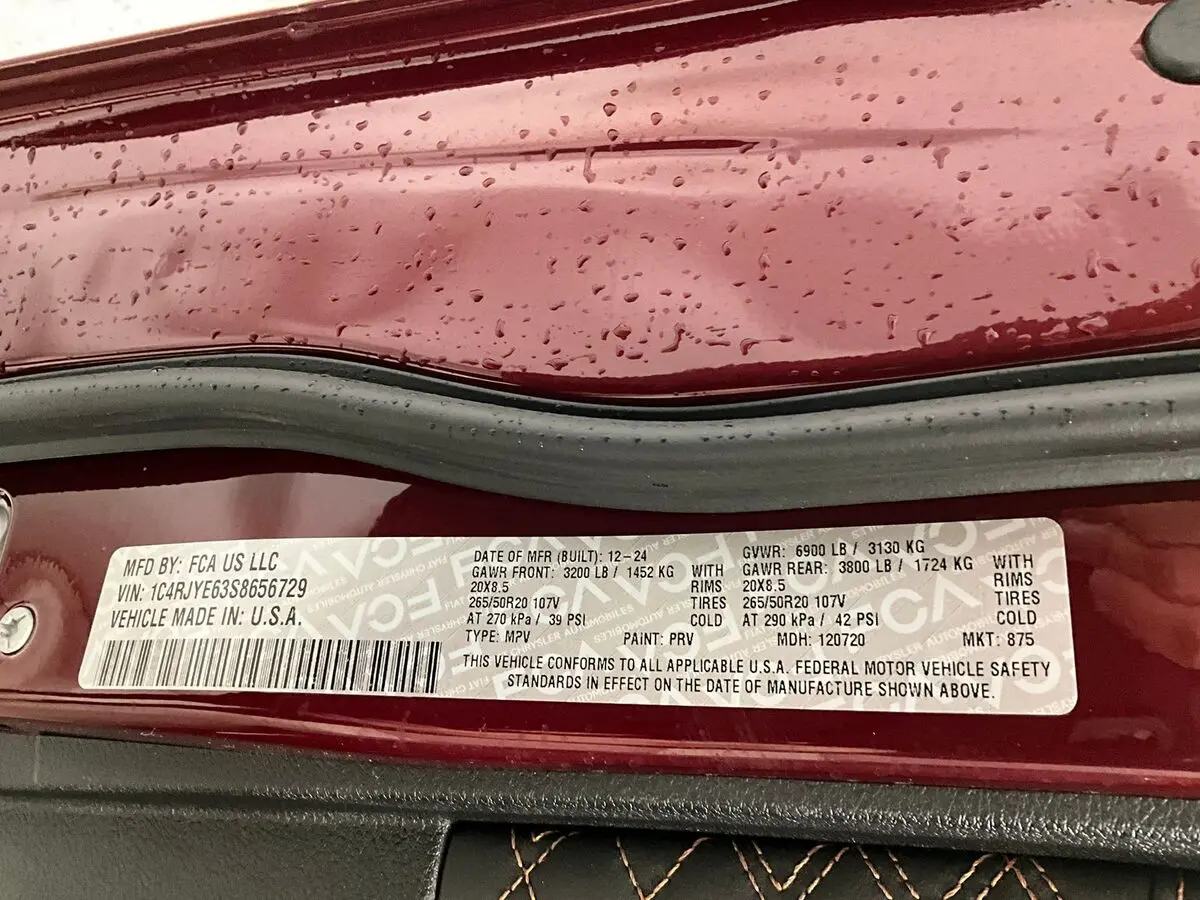 MFD BY: FCA US LLC
VIN: 1C4RJYE63S8656729
VEHICLE MADE IN: U.S.A.
DATE OF MFR (BUILT): 12-24
GVWR: 6900 LB / 3130 KG
GAWR FRONT: 3200 LB / 1452 KG WITH
20X8.5 RIMS
265/50R20 107V TIRES
AT 270 kPa / 39 PSI COLD
GAWR REAR: 3800 LB / 1724 KG WITH
20X8.5 RIMS
265/50R20 107V TIRES
AT 290 kPa / 42 PSI COLD
TYPE: MPV PAINT: PRV MDH: 120720 MKT: 875
THIS VEHICLE CONFORMS TO ALL APPLICABLE U.S.A. FEDERAL MOTOR VEHICLE SAFETY
STANDARDS IN EFFECT ON THE DATE OF MANUFACTURE SHOWN ABOVE.